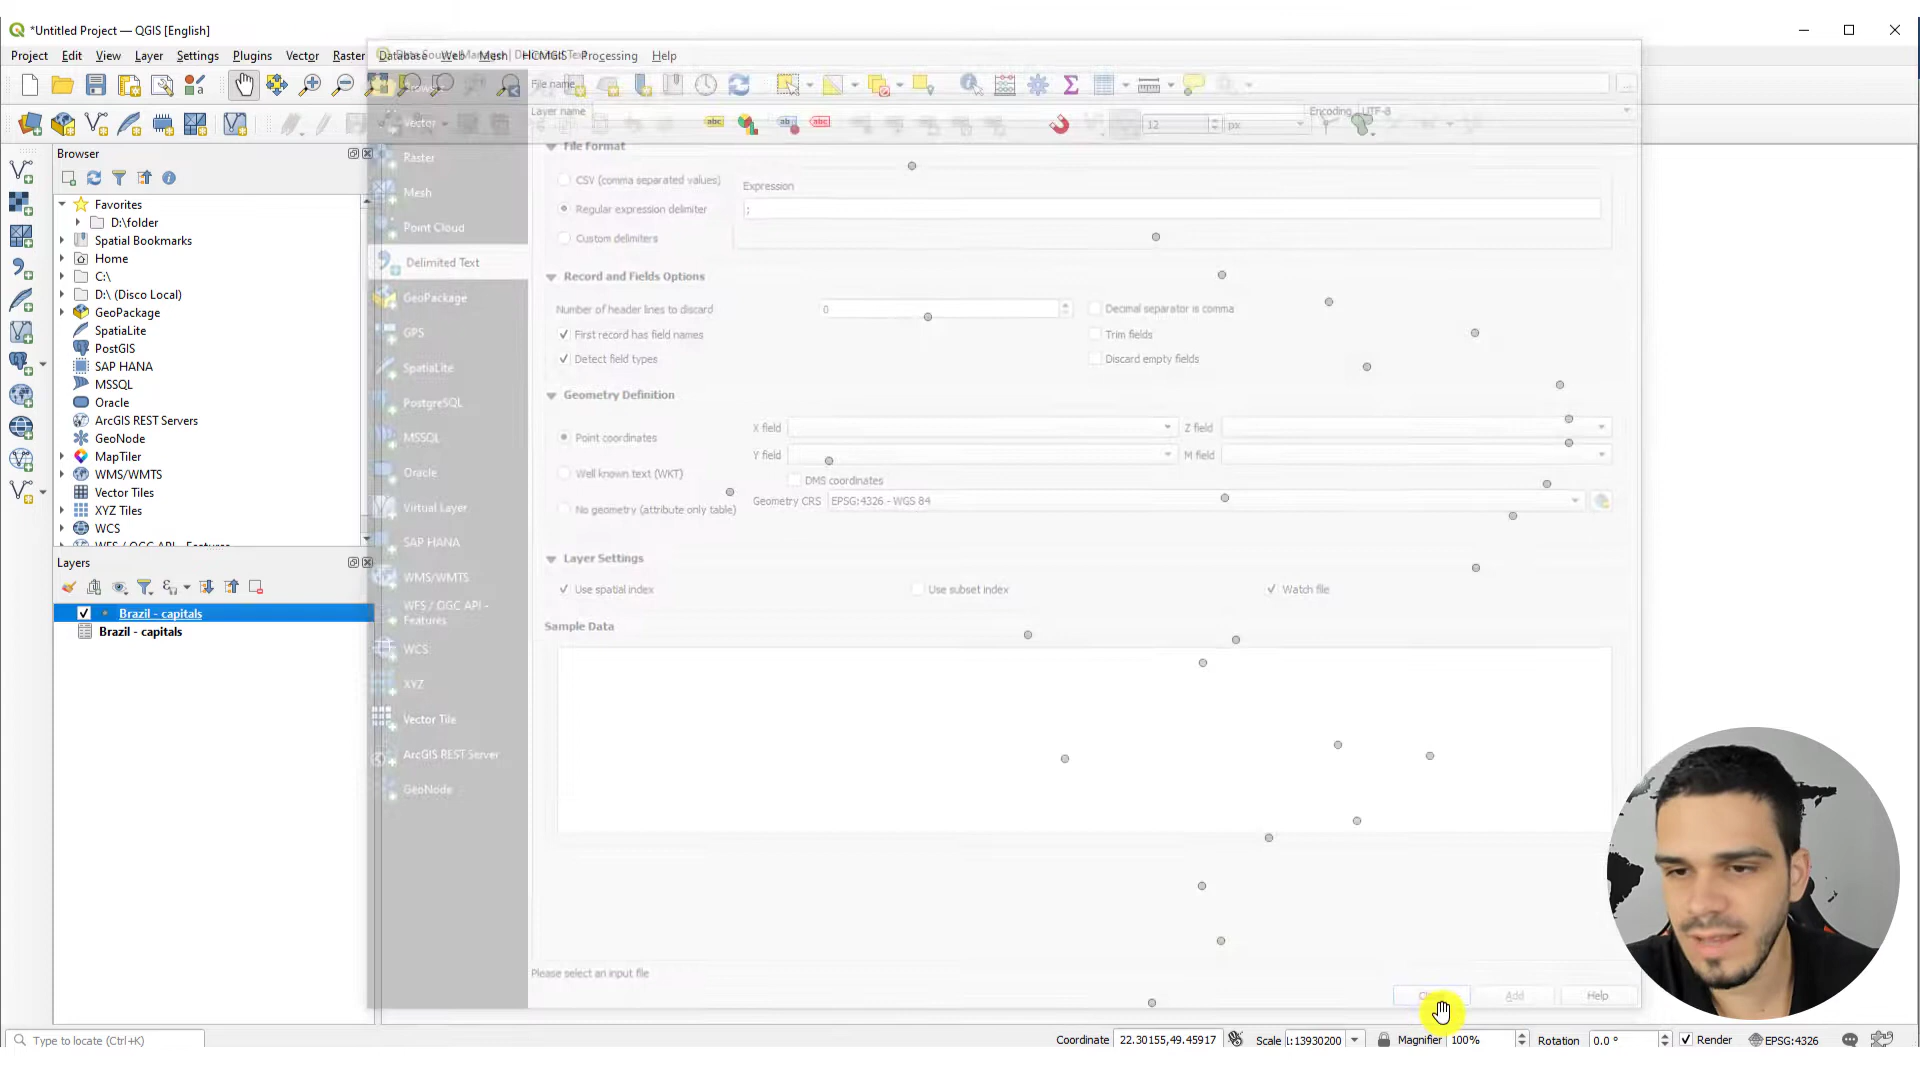 *Untitled Project — QGIS [English]
Project Edit View Layer Settings Plugins Vector Raster Database Web Mesh HCMGIS Processing Help
File name
Layer name Encoding UTF-8
12 px
Browser
Favorites
D:\folder
Spatial Bookmarks
Home
C:\
D:\ (Disco Local)
GeoPackage
SpatiaLite
PostGIS
SAP HANA
MSSQL
Oracle
ArcGIS REST Servers
GeoNode
MapTiler
WMS/WMTS
Vector Tiles
XYZ Tiles
WCS
WFS / OGC API - Features
Layers
Brazil - capitals
Brazil - capitals
Vector
Raster
Mesh
Point Cloud
Delimited Text
GeoPackage
GPS
SpatiaLite
PostgreSQL
MSSQL
Oracle
Virtual Layer
SAP HANA
WMS/WMTS
WFS / OGC API -
Features
WCS
XYZ
Vector Tile
ArcGIS REST Server
GeoNode
File Format
CSV (comma separated values)
Regular expression delimiter
Custom delimiters
Expression
;
Record and Fields Options
Number of header lines to discard 0 Decimal separator is comma
First record has field names Trim fields
Detect field types Discard empty fields
Geometry Definition
Point coordinates X field Z field
Y field M field
Well known text (WKT) DMS coordinates
No geometry (attribute only table) Geometry CRS EPSG:4326 - WGS 84
Layer Settings
Use spatial index Use subset index Watch file
Sample Data
Please select an input file
Add Help
Type to locate (Ctrl+K) Coordinate 22.30155,49.45917 Scale 1:13930200 Magnifier 100% Rotation 0.0 ° Render EPSG:4326